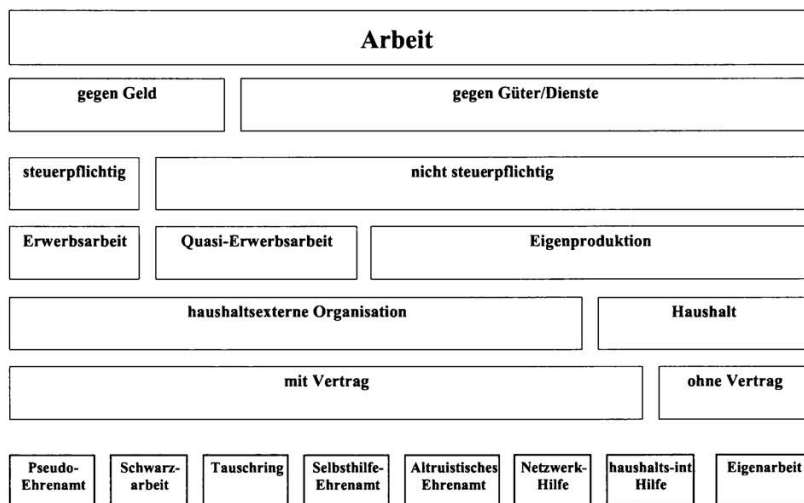 Arbeit
gegen Geld
gegen Güter/Dienste
steuerpflichtig
nicht steuerpflichtig
Erwerbsarbeit
Quasi-Erwerbsarbeit
Eigenproduktion
haushaltsexterne Organisation
Haushalt
mit Vertrag
ohne Vertrag
Pseudo-
Ehrenamt
Schwarz-
arbeit
Tauschring
Selbsthilfe-
Ehrenamt
Altruistisches
Ehrenamt
Netzwerk-
Hilfe
haushalts-int
Hilfe
Eigenarbeit